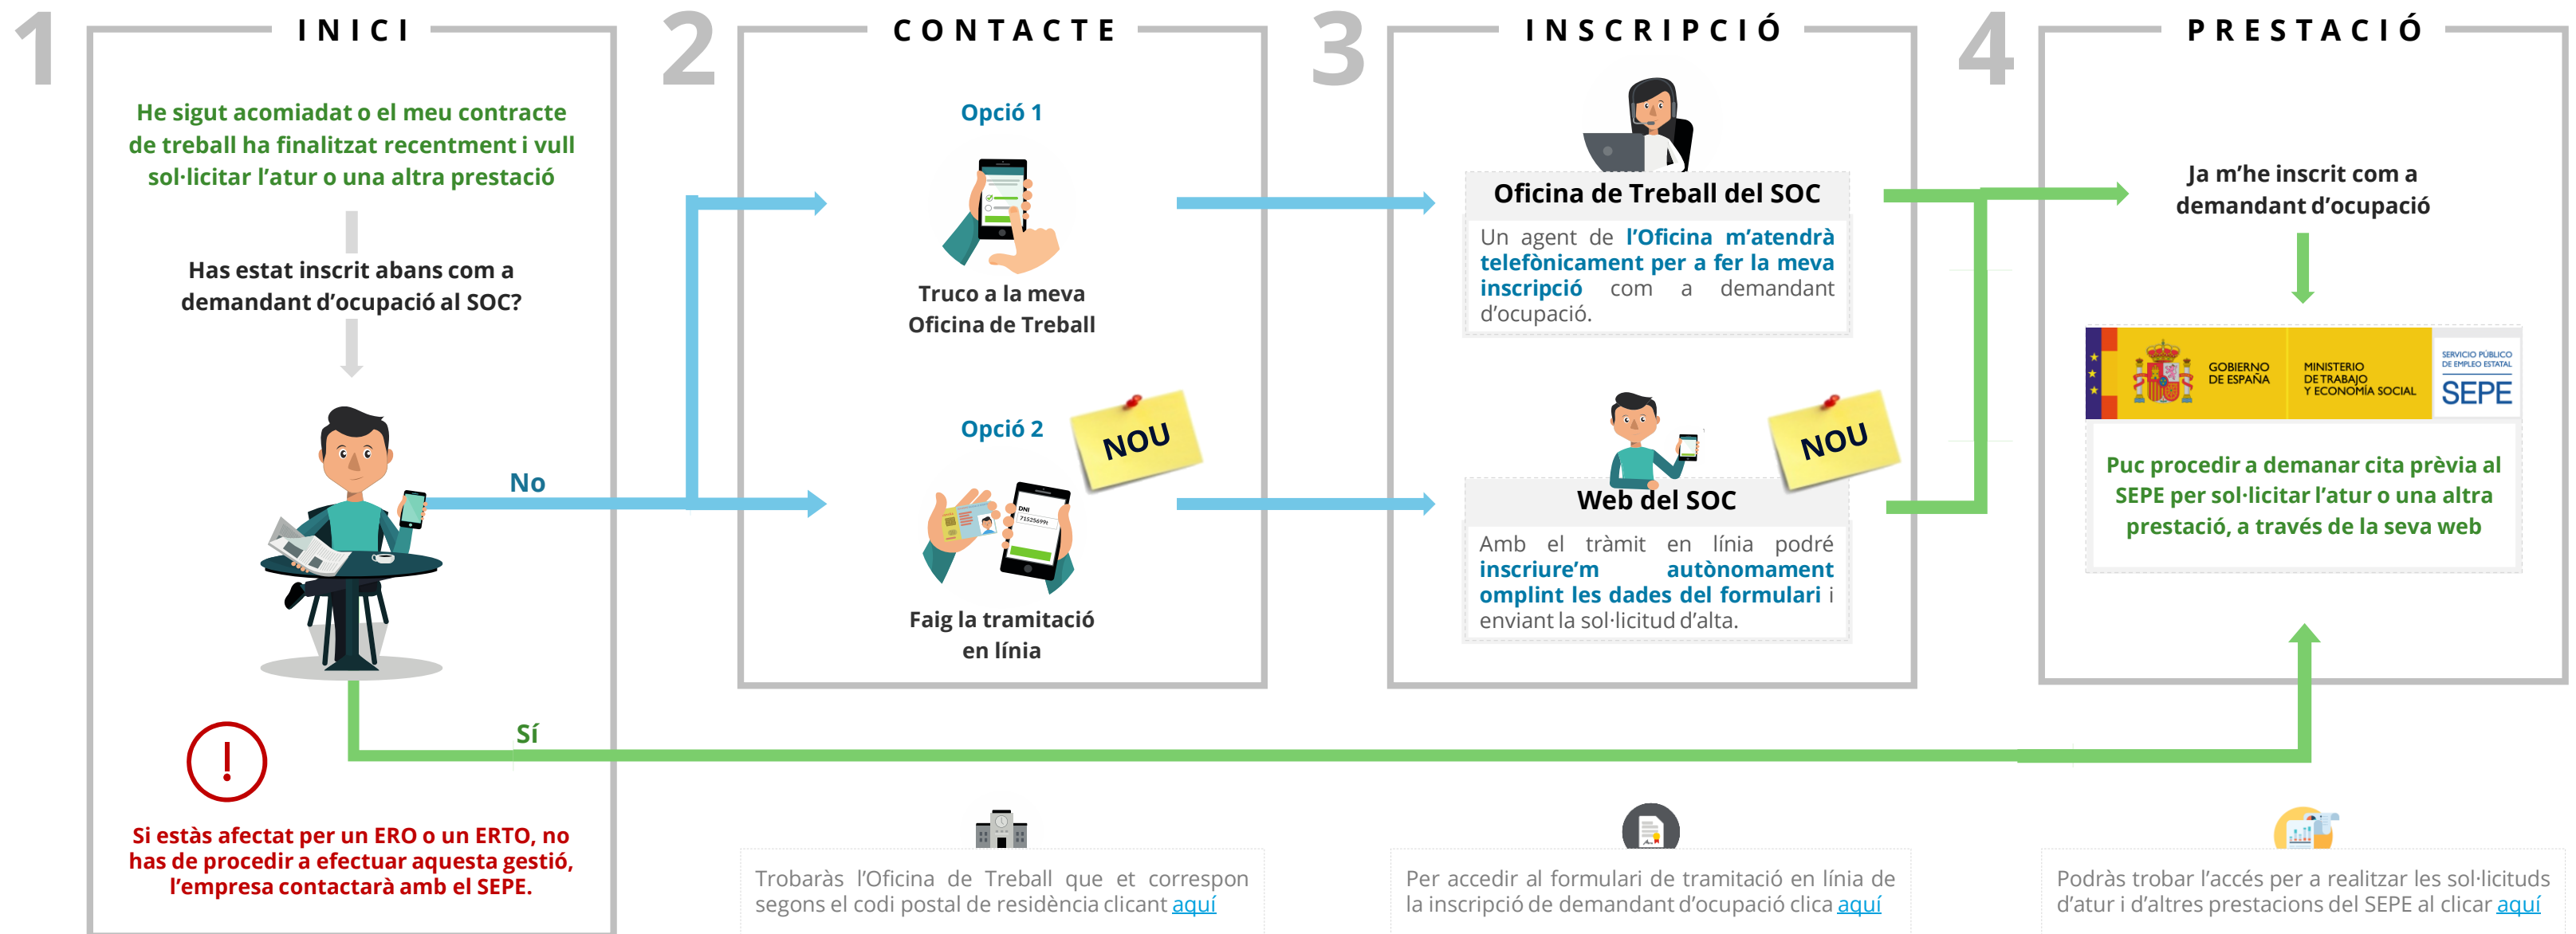 1
INICI
He sigut acomiadat o el meu contracte
de treball ha finalitzat recentment i vull
sol·licitar l’atur o una altra prestació
Has estat inscrit abans com a
demandant d’ocupació al SOC?
No
Sí
!
Si estàs afectat per un ERO o un ERTO, no
has de procedir a efectuar aquesta gestió,
l’empresa contactarà amb el SEPE.
2
CONTACTE
Opció 1
Truco a la meva
Oficina de Treball
Opció 2
NOU
DNI
71525699t
Faig la tramitació
en línia
Trobaràs l’Oficina de Treball que et correspon
segons el codi postal de residència clicant aquí
3
INSCRIPCIÓ
Oficina de Treball del SOC
Un agent de l’Oficina m’atendrà
telefònicament per a fer la meva
inscripció com a demandant
d’ocupació.
NOU
Web del SOC
Amb el tràmit en línia podré
inscriure’m autònomament
omplint les dades del formulari i
enviant la sol·licitud d’alta.
Per accedir al formulari de tramitació en línia de
la inscripció de demandant d’ocupació clica aquí
4
PRESTACIÓ
Ja m’he inscrit com a
demandant d’ocupació
GOBIERNO
DE ESPAÑA
MINISTERIO
DE TRABAJO
Y ECONOMÍA SOCIAL
SERVICIO PÚBLICO
DE EMPLEO ESTATAL
SEPE
Puc procedir a demanar cita prèvia al
SEPE per sol·licitar l’atur o una altra
prestació, a través de la seva web
Podràs trobar l’accés per a realitzar les sol·licituds
d’atur i d’altres prestacions del SEPE al clicar aquí